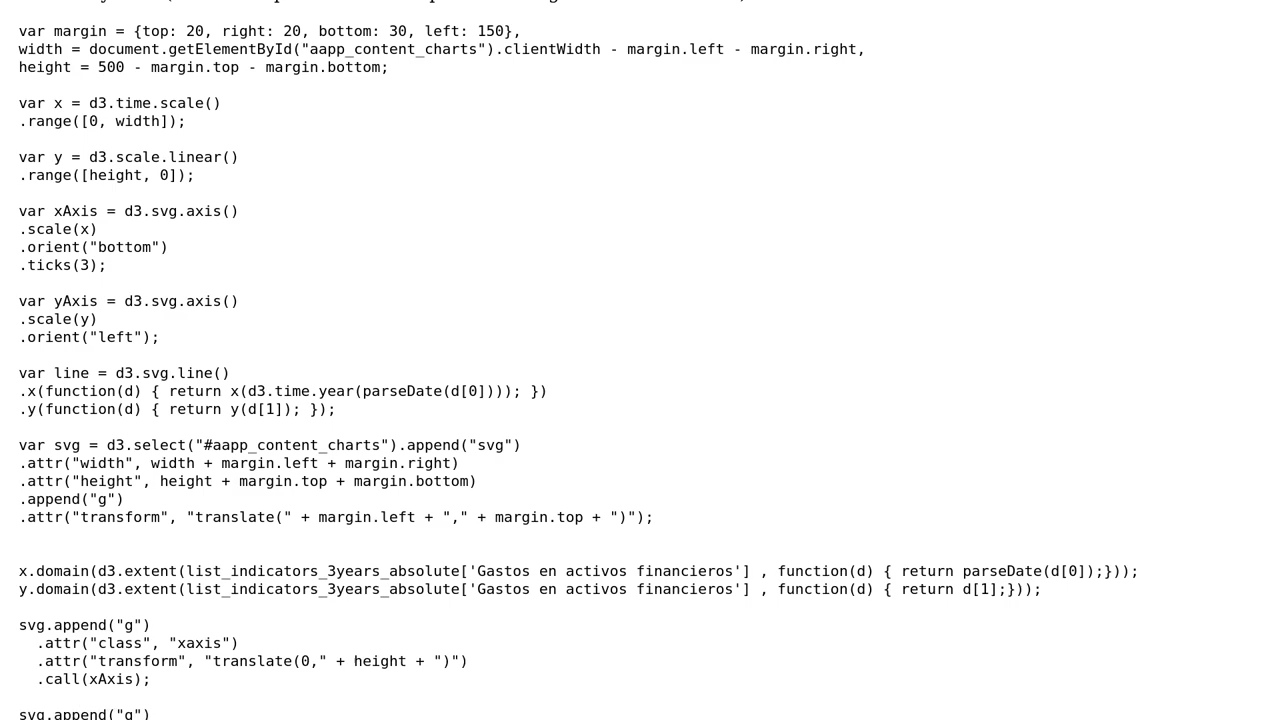 var margin = {top: 20, right: 20, bottom: 30, left: 150},
width = document.getElementById("aapp_content_charts").clientWidth - margin.left - margin.right,
height = 500 - margin.top - margin.bottom;

var x = d3.time.scale()
.range([0, width]);

var y = d3.scale.linear()
.range([height, 0]);

var xAxis = d3.svg.axis()
.scale(x)
.orient("bottom")
.ticks(3);

var yAxis = d3.svg.axis()
.scale(y)
.orient("left");

var line = d3.svg.line()
.x(function(d) { return x(d3.time.year(parseDate(d[0]))); })
.y(function(d) { return y(d[1]); });

var svg = d3.select("#aapp_content_charts").append("svg")
.attr("width", width + margin.left + margin.right)
.attr("height", height + margin.top + margin.bottom)
.append("g")
.attr("transform", "translate(" + margin.left + "," + margin.top + ")");


x.domain(d3.extent(list_indicators_3years_absolute['Gastos en activos financieros'] , function(d) { return parseDate(d[0]);}));
y.domain(d3.extent(list_indicators_3years_absolute['Gastos en activos financieros'] , function(d) { return d[1];}));

svg.append("g")
  .attr("class", "xaxis")
  .attr("transform", "translate(0," + height + ")")
  .call(xAxis);

svg.append("g")